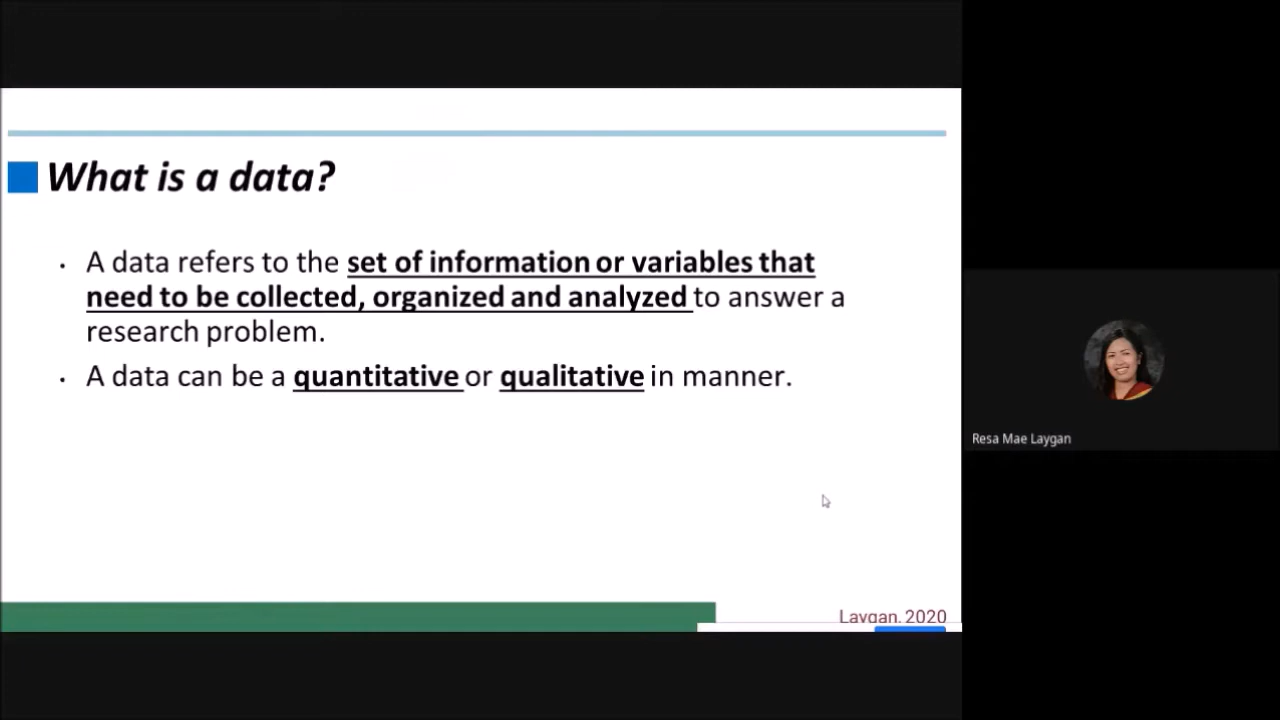 What is a data?
• A data refers to the set of information or variables that
need to be collected, organized and analyzed to answer a
research problem.
• A data can be a quantitative or qualitative in manner.
Resa Mae Laygan
Laygan, 2020